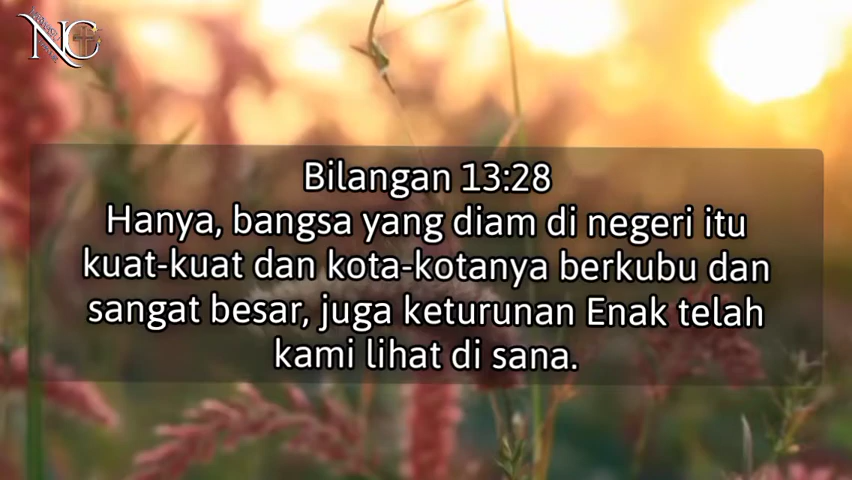 NC
Bilangan 13:28
Hanya, bangsa yang diam di negeri itu
kuat-kuat dan kota-kotanya berkubu dan
sangat besar, juga keturunan Enak telah
kami lihat di sana.